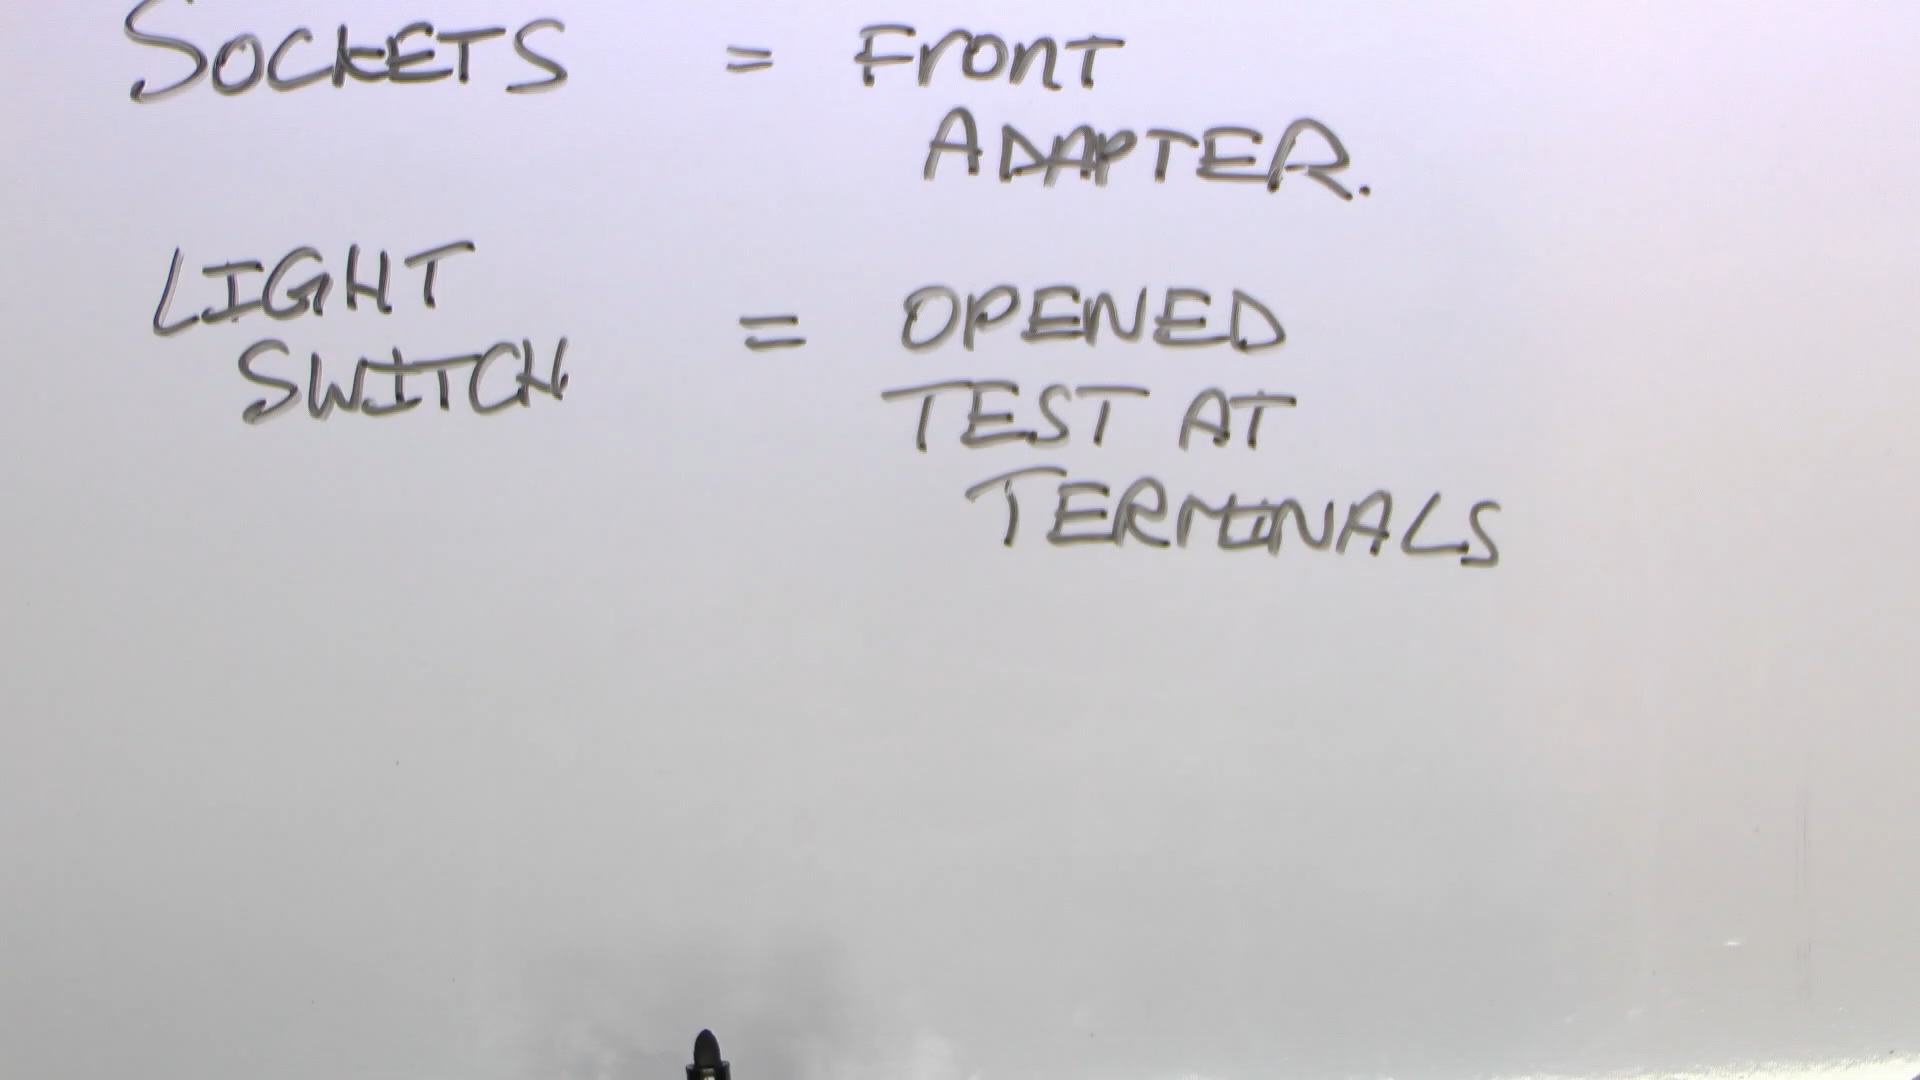 SOCKETS = FRONT
ADAPTER.
LIGHT
SWITCH = OPENED
TEST AT
TERMINALS